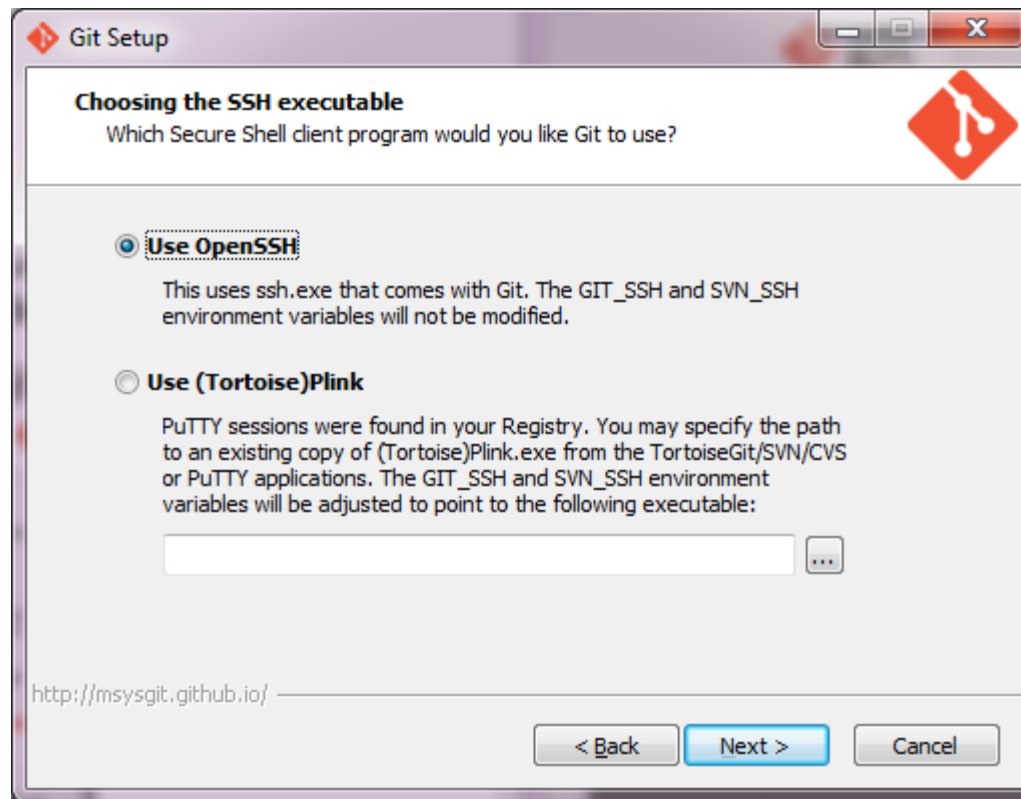 Git Setup
Choosing the SSH executable
Which Secure Shell client program would you like Git to use?
Use OpenSSH
This uses ssh.exe that comes with Git. The GIT_SSH and SVN_SSH
environment variables will not be modified.
Use (Tortoise)Plink
PuTTY sessions were found in your Registry. You may specify the path
to an existing copy of (Tortoise)Plink.exe from the TortoiseGit/SVN/CVS
or PuTTY applications. The GIT_SSH and SVN_SSH environment
variables will be adjusted to point to the following executable:
...
http://msysgit.github.io/
< Back Next > Cancel